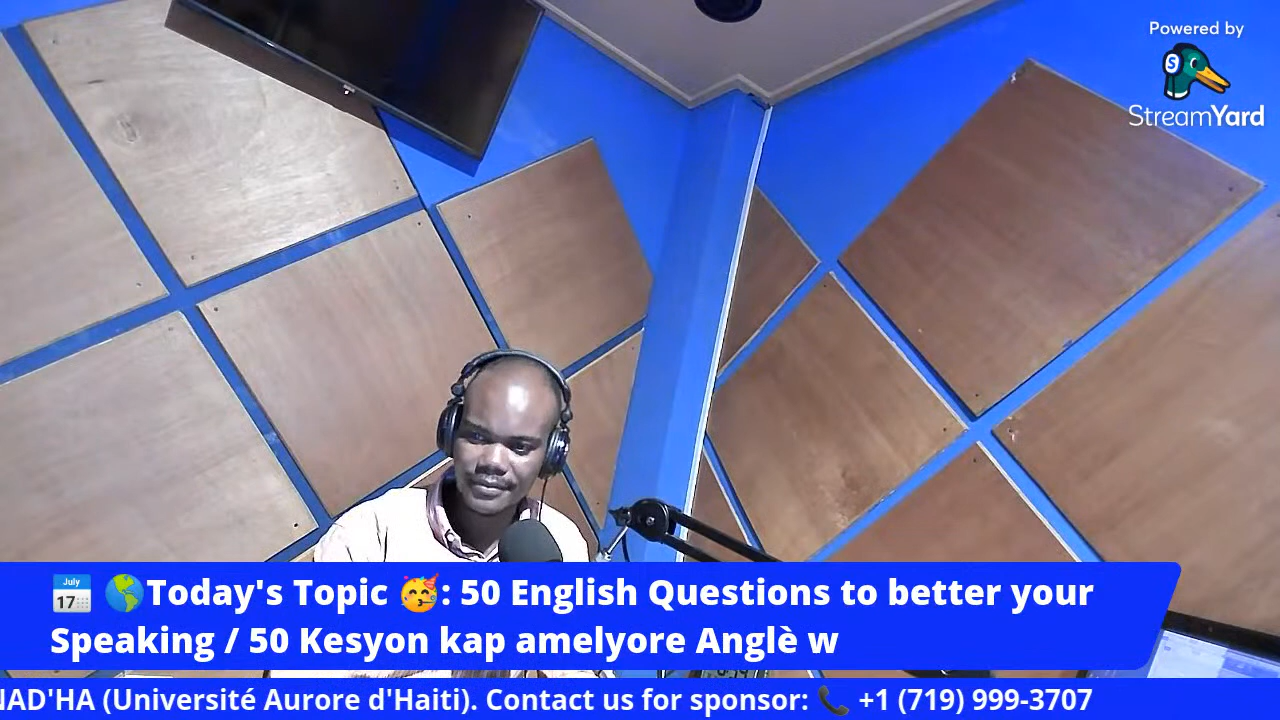 Powered by
StreamYard
📅 🌎Today's Topic 🥳: 50 English Questions to better your
Speaking / 50 Kesyon kap amelyore Anglè w
NAD'HA (Université Aurore d'Haiti). Contact us for sponsor: 📞 +1 (719) 999-3707